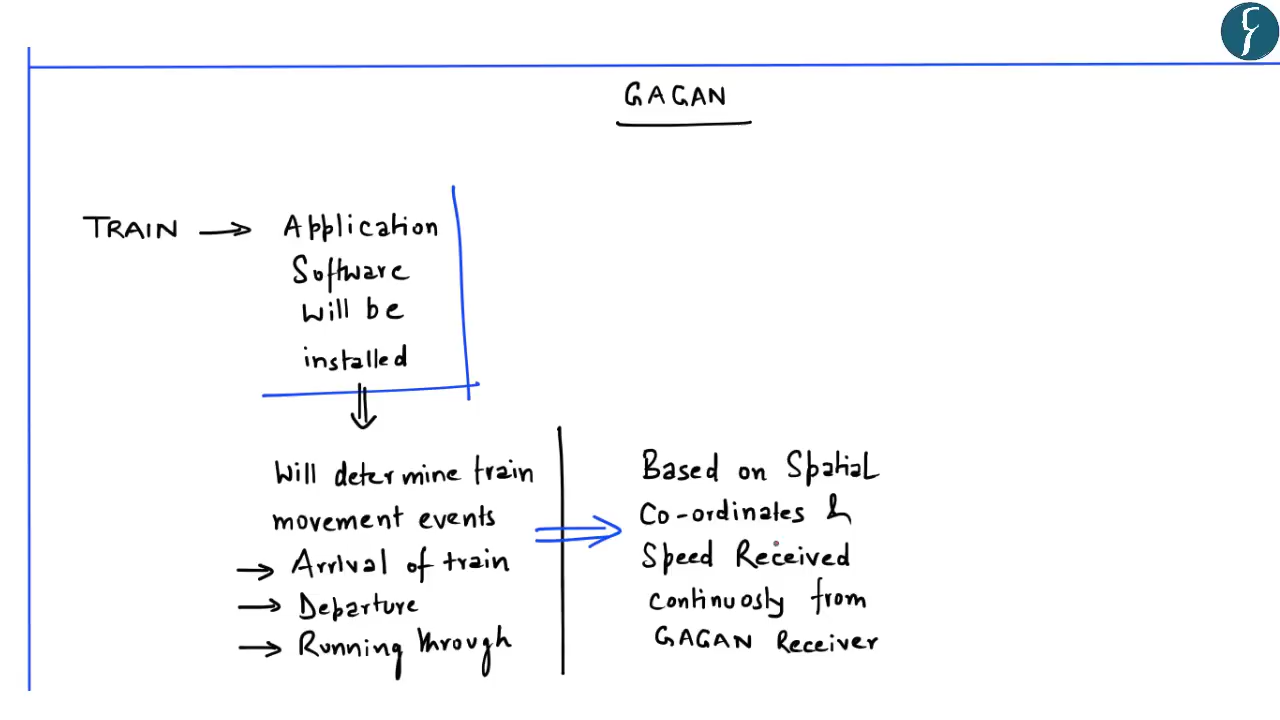 GAGAN
TRAIN → Application
Software
will be
installed
Will determine train
movement events
→ Arrival of train
→ Departure
→ Running through
Based on Spatial
Co-ordinates &
Speed Received
continuosly from
GAGAN Receiver